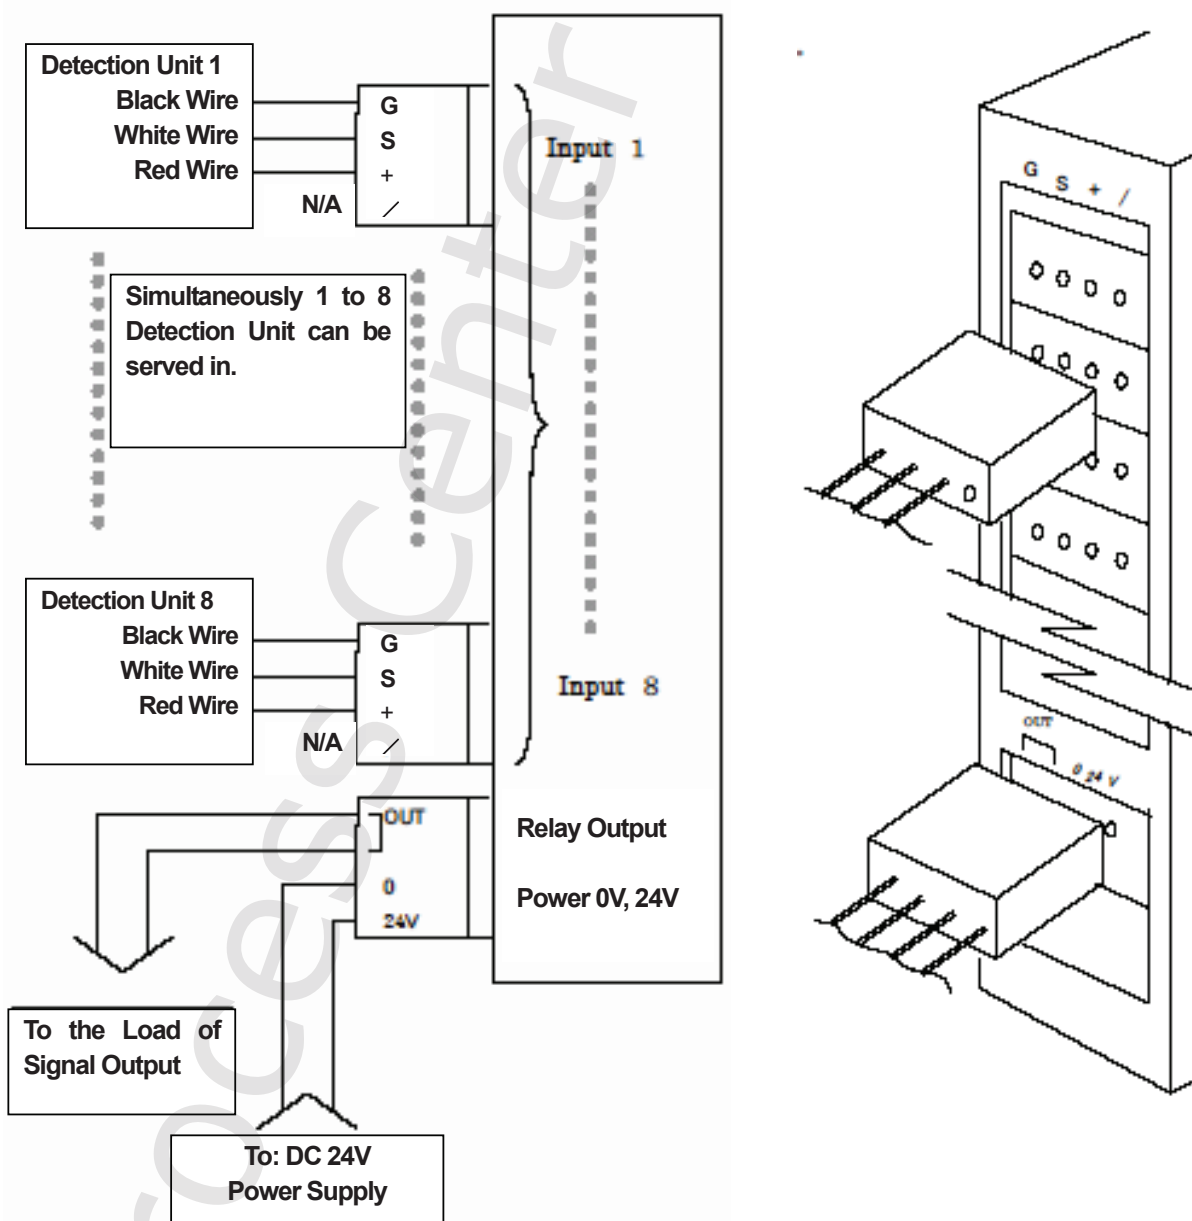 Detection Unit 1
Black Wire
White Wire
Red Wire
N/A
G
S
+
/
Input 1
Simultaneously 1 to 8
Detection Unit can be
served in.
Detection Unit 8
Black Wire
White Wire
Red Wire
N/A
G
S
+
/
Input 8
OUT
0
24V
Relay Output
Power 0V, 24V
To the Load of
Signal Output
To: DC 24V
Power Supply
G S + /
OUT
0 24 V
ocess Center